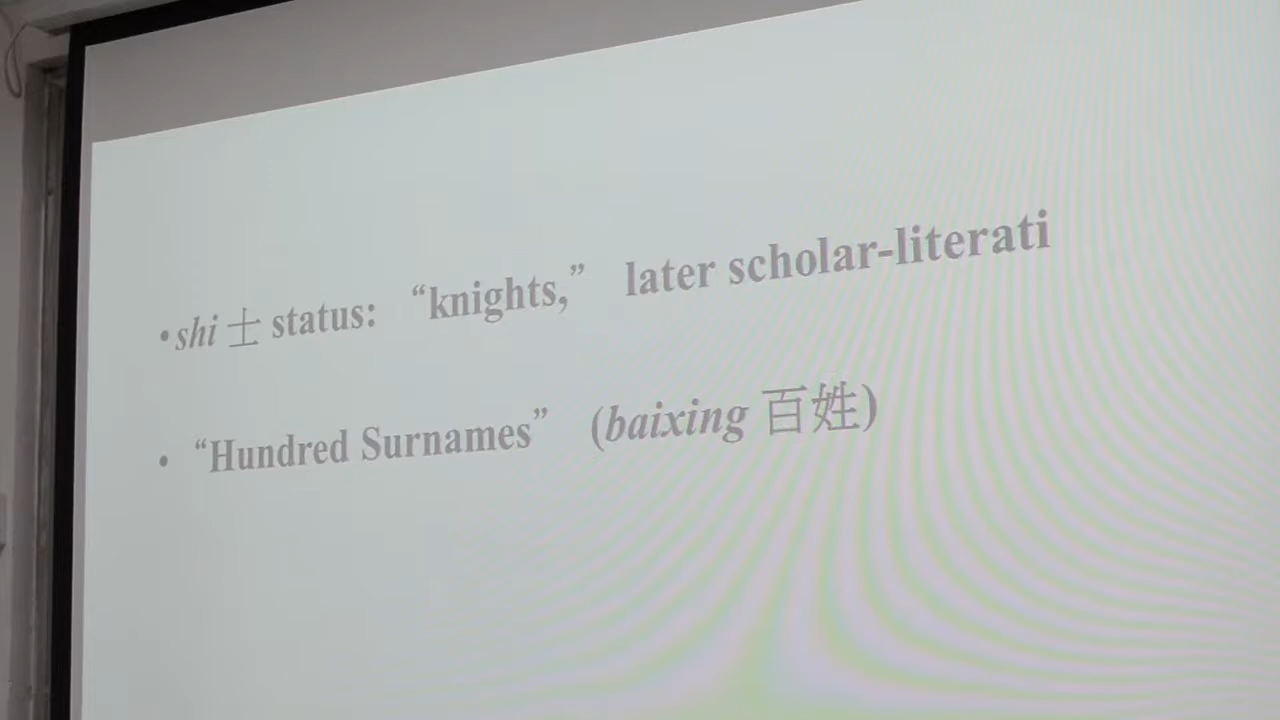 •shi 士 status: “knights,” later scholar-literati
• “Hundred Surnames” (baixing 百姓)